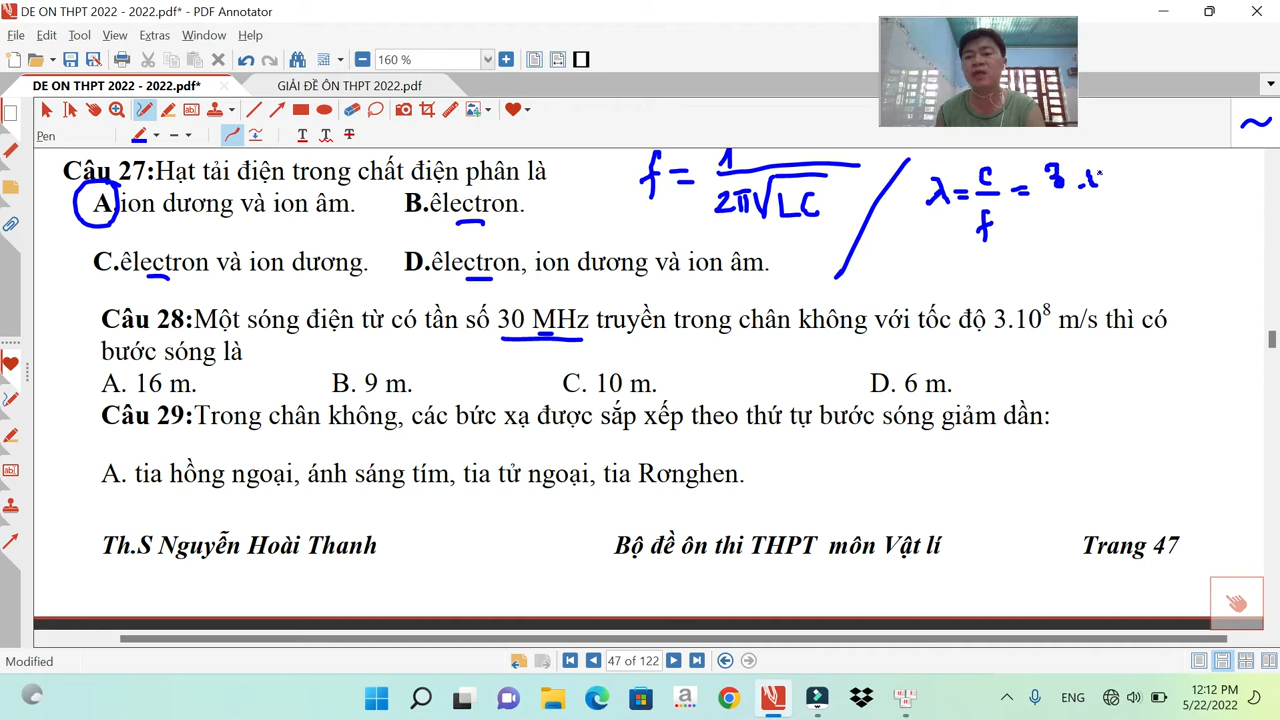 DE ON THPT 2022 - 2022.pdf* - PDF Annotator
File Edit Tool View Extras Window Help
160 %
DE ON THPT 2022 - 2022.pdf* GIẢI ĐỀ ÔN THPT 2022.pdf
Pen
Câu 27:Hạt tải điện trong chất điện phân là
A.ion dương và ion âm. B.êlectron.
C.êlectron và ion dương. D.êlectron, ion dương và ion âm.
f = 1 / 2π√LC
λ = c / f = 3 .
Câu 28:Một sóng điện từ có tần số 30 MHz truyền trong chân không với tốc độ 3.10⁸ m/s thì có
bước sóng là
A. 16 m. B. 9 m. C. 10 m. D. 6 m.
Câu 29:Trong chân không, các bức xạ được sắp xếp theo thứ tự bước sóng giảm dần:
A. tia hồng ngoại, ánh sáng tím, tia tử ngoại, tia Rơnghen.
Th.S Nguyễn Hoài Thanh Bộ đề ôn thi THPT môn Vật lí Trang 47
Modified 47 of 122
ENG 12:12 PM
5/22/2022